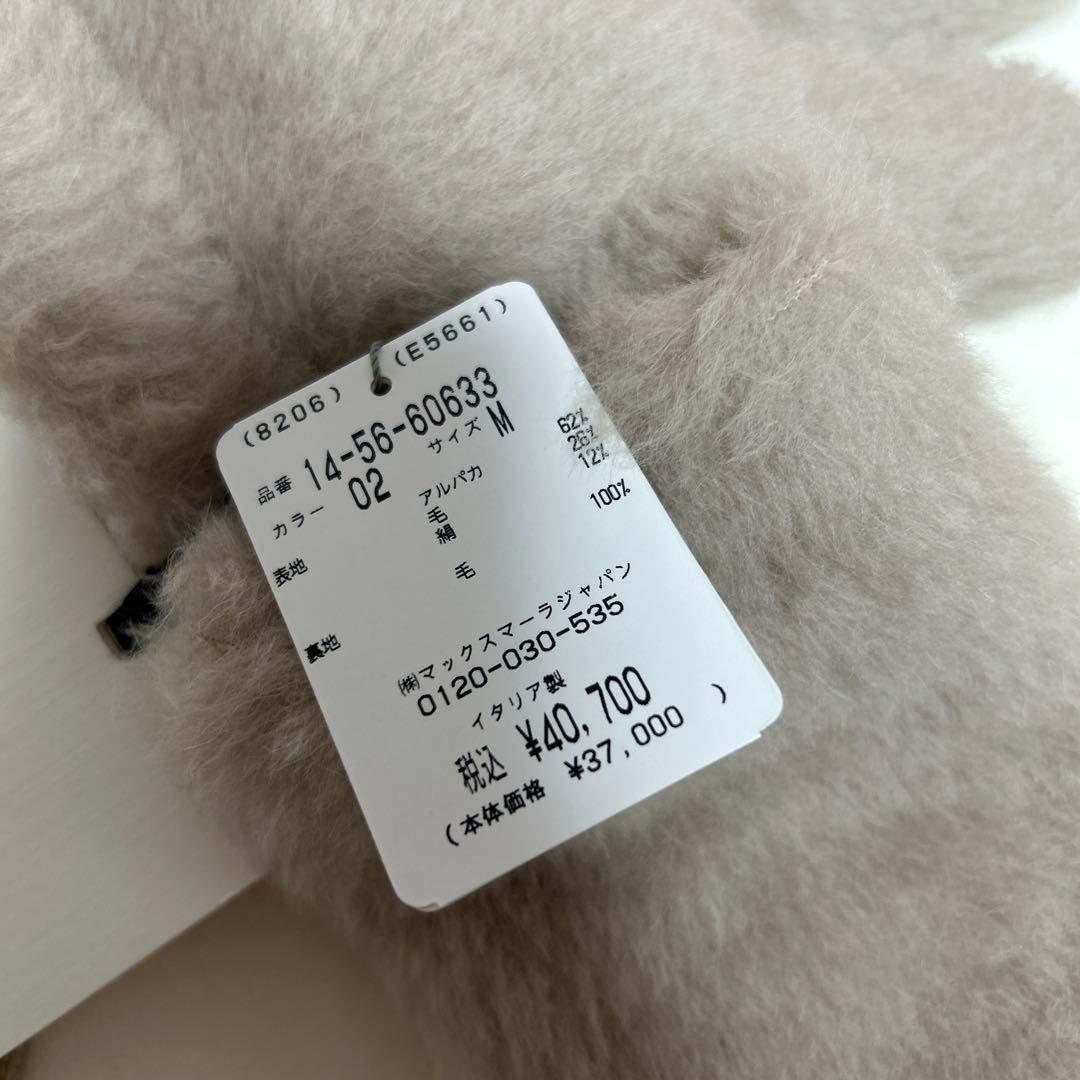 (8206) (E5661)
品番 14-56-60633
カラー 02 サイズ M
表地 アルパカ 62%
毛 26%
絹 12%
裏地 毛 100%
㈱マックスマーラジャパン
0120-030-535
イタリア製
税込 ¥40,700
(本体価格 ¥37,000 )